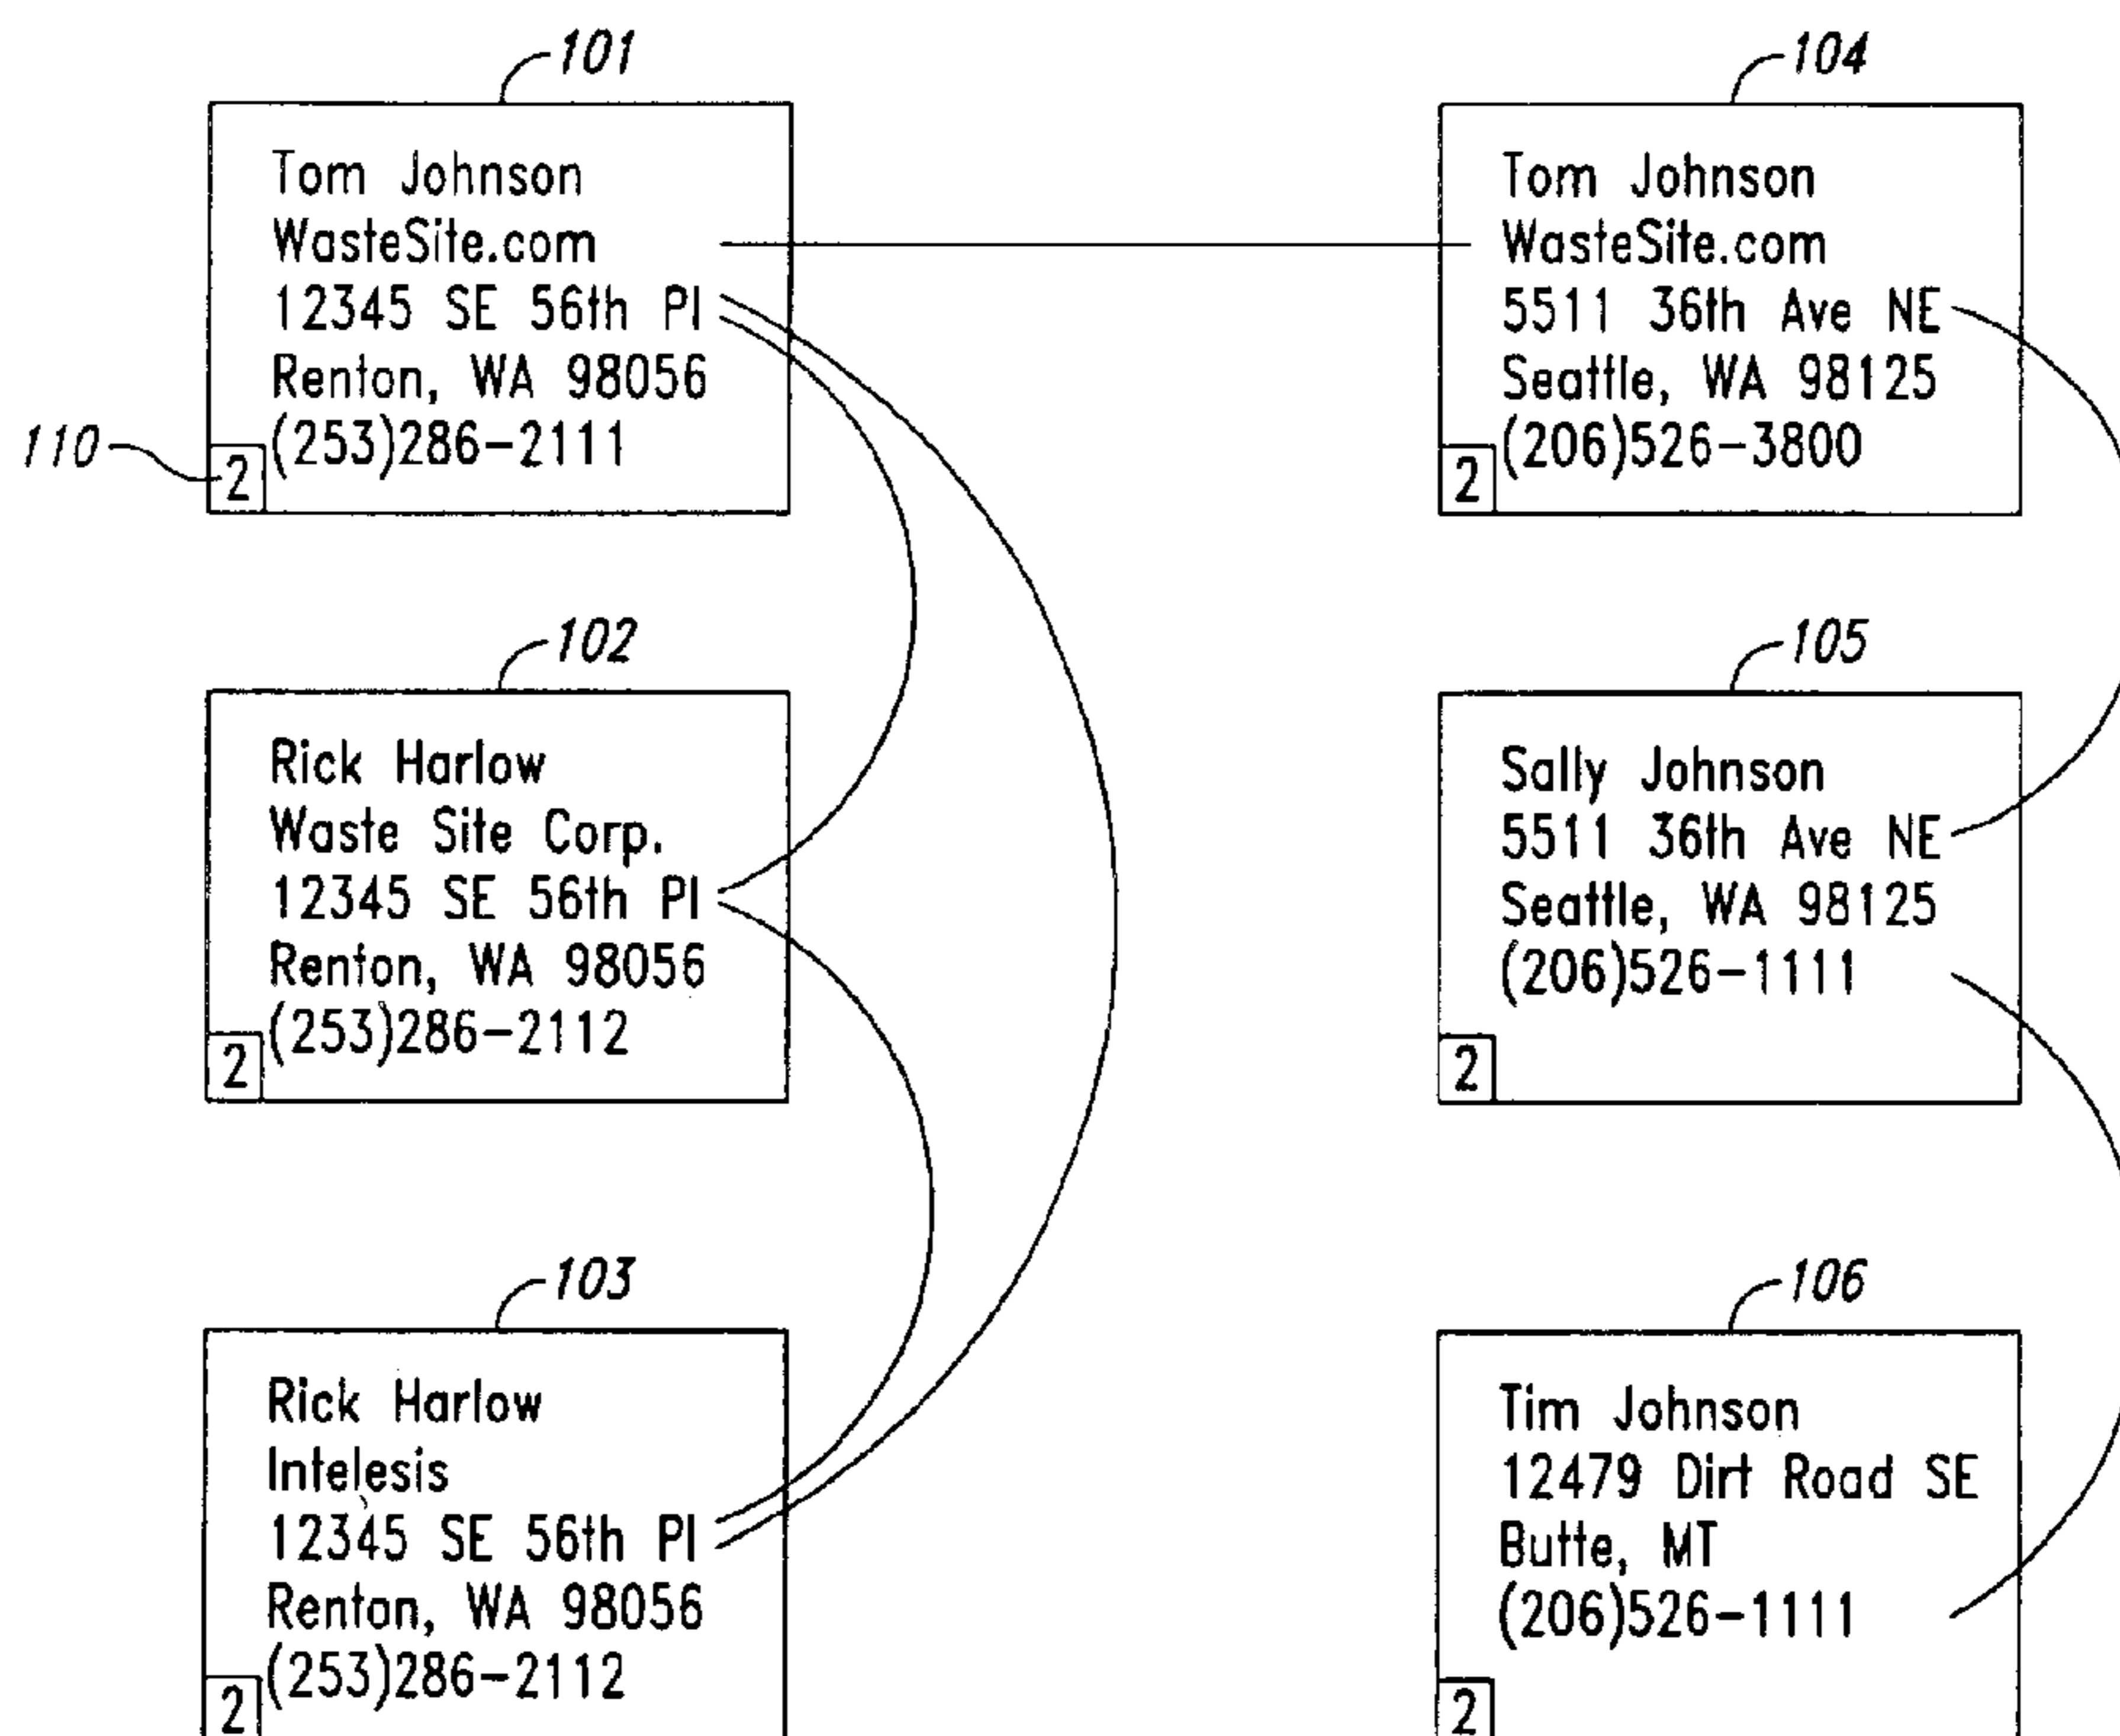 101
Tom Johnson
WasteSite.com
12345 SE 56th Pl
Renton, WA 98056
(253)286-2111
110
2
102
Rick Harlow
Waste Site Corp.
12345 SE 56th Pl
Renton, WA 98056
(253)286-2112
2
103
Rick Harlow
Intelesis
12345 SE 56th Pl
Renton, WA 98056
(253)286-2112
2
104
Tom Johnson
WasteSite.com
5511 36th Ave NE
Seattle, WA 98125
(206)526-3800
2
105
Sally Johnson
5511 36th Ave NE
Seattle, WA 98125
(206)526-1111
2
106
Tim Johnson
12479 Dirt Road SE
Butte, MT
(206)526-1111
2